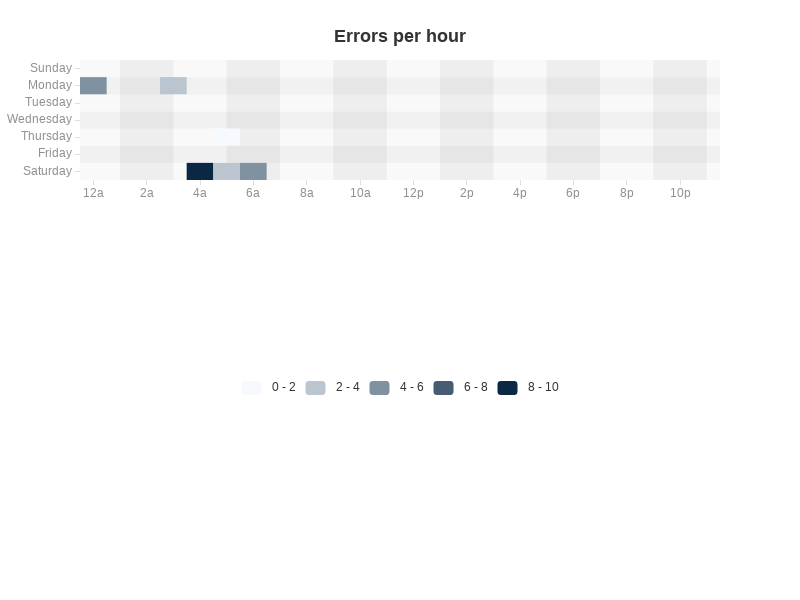 Errors per hour
Sunday
Monday
Tuesday
Wednesday
Thursday
Friday
Saturday
12a 2a 4a 6a 8a 10a 12p 2p 4p 6p 8p 10p
0 - 2 2 - 4 4 - 6 6 - 8 8 - 10